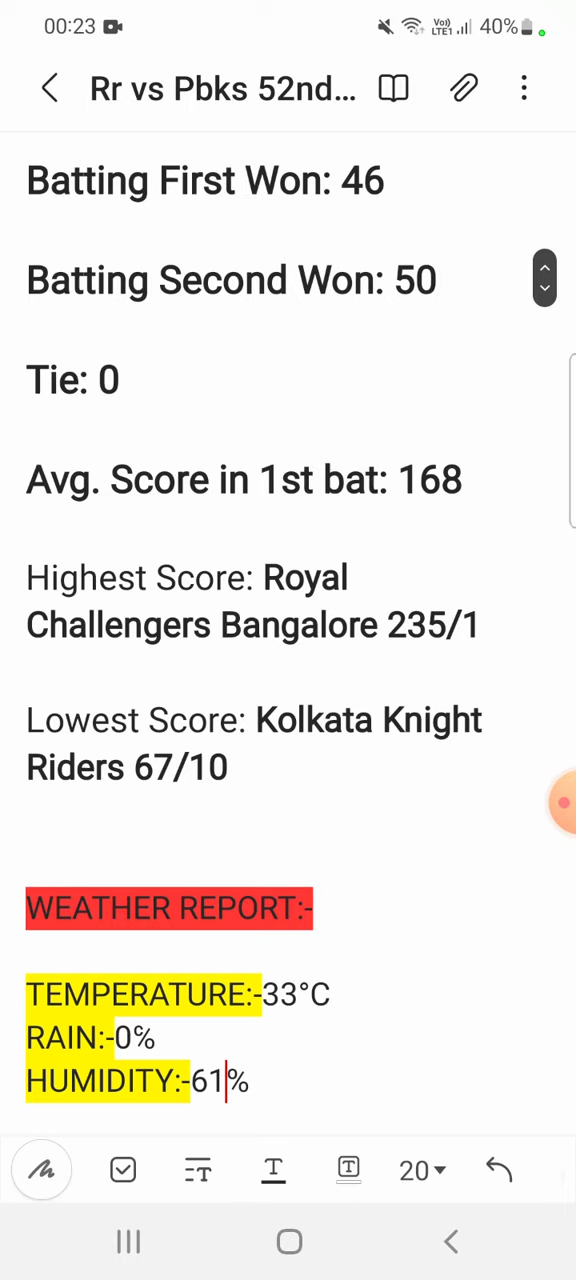 00:23
Vo)) LTE1 40%
Rr vs Pbks 52nd...
Batting First Won: 46
Batting Second Won: 50
Tie: 0
Avg. Score in 1st bat: 168
Highest Score: Royal
Challengers Bangalore 235/1
Lowest Score: Kolkata Knight
Riders 67/10
WEATHER REPORT:-
TEMPERATURE:-33°C
RAIN:-0%
HUMIDITY:-61%
20